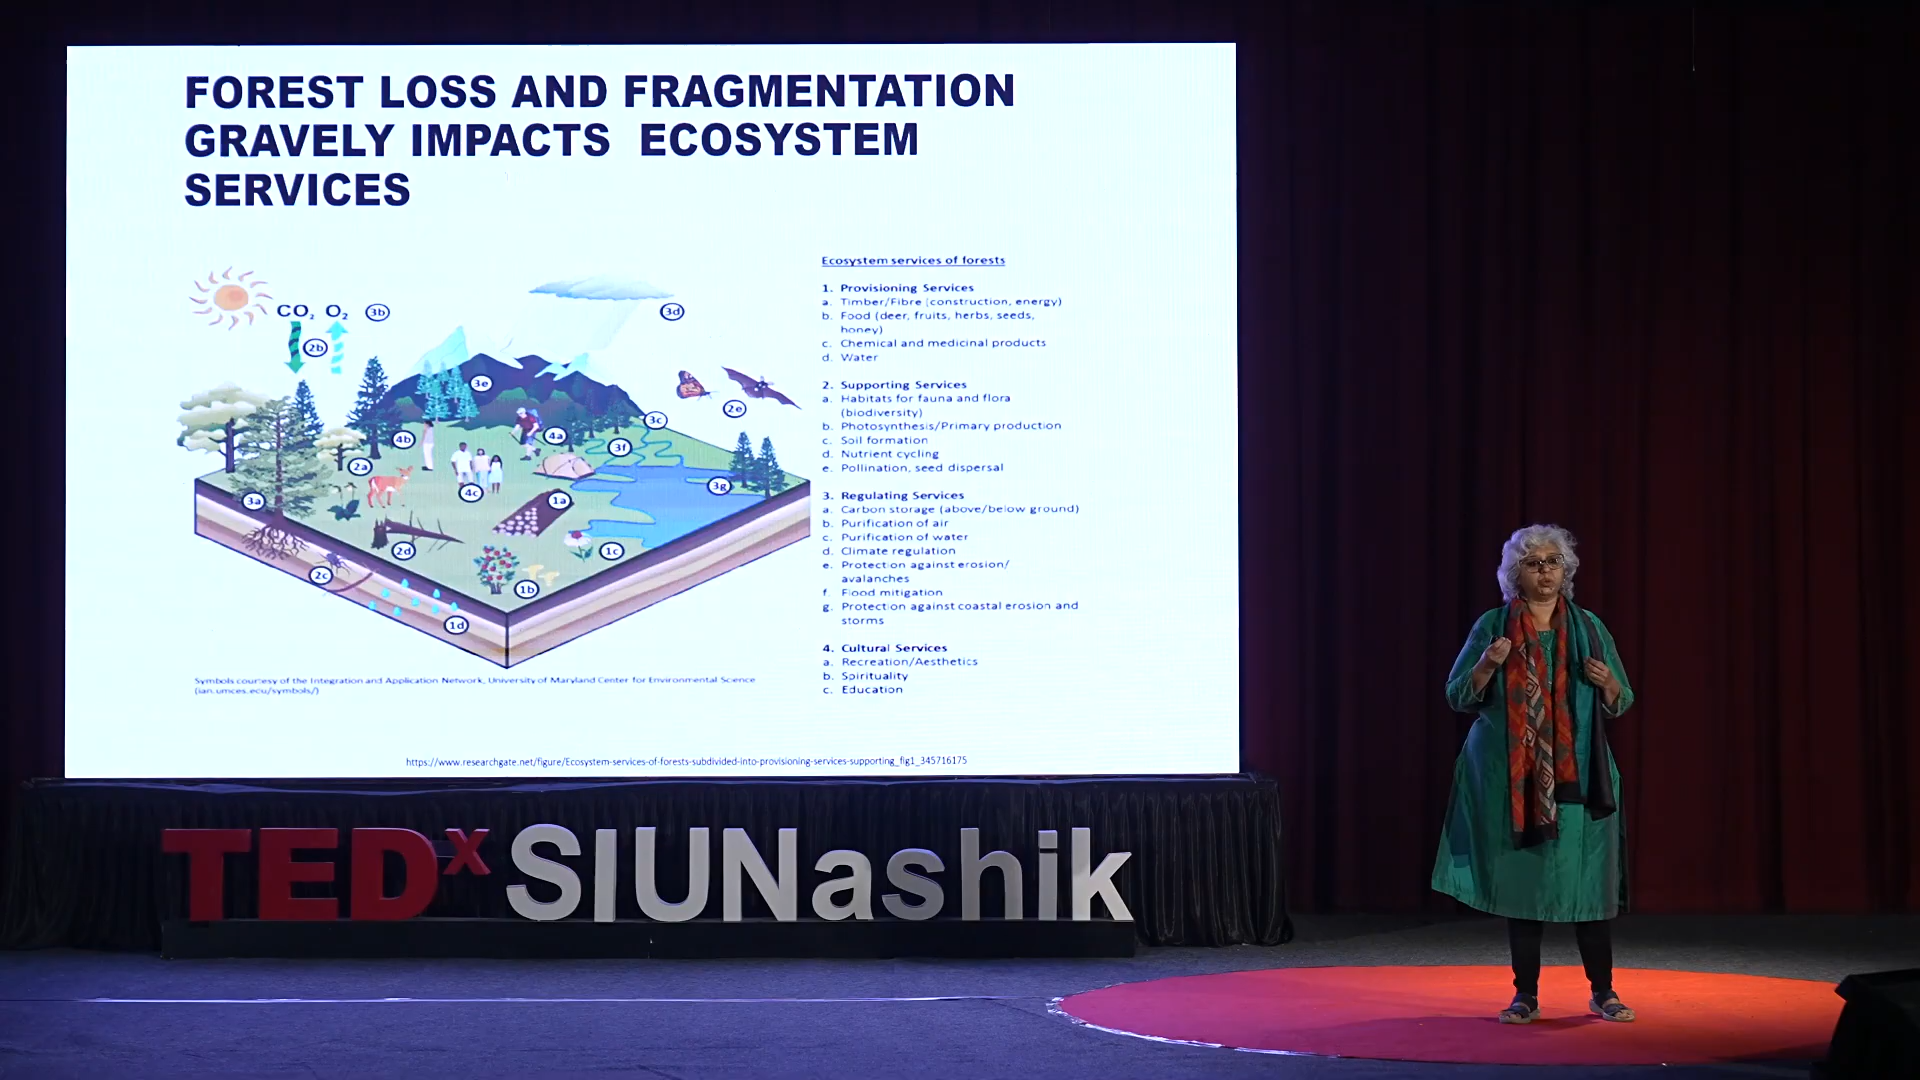 FOREST LOSS AND FRAGMENTATION
GRAVELY IMPACTS ECOSYSTEM
SERVICES
CO₂ O₂
3b
3d
2b
3e
2e
3c
4b
4a
3f
2a
4c
3g
3a
1a
2d
1c
2c
1b
1d
Symbols courtesy of the Integration and Application Network, University of Maryland Center for Environmental Science
(ian.umces.edu/symbols/)
Ecosystem services of forests
1. Provisioning Services
a. Timber/Fibre (construction, energy)
b. Food (deer, fruits, herbs, seeds,
honey)
c. Chemical and medicinal products
d. Water
2. Supporting Services
a. Habitats for fauna and flora
(biodiversity)
b. Photosynthesis/Primary production
c. Soil formation
d. Nutrient cycling
e. Pollination, seed dispersal
3. Regulating Services
a. Carbon storage (above/below ground)
b. Purification of air
c. Purification of water
d. Climate regulation
e. Protection against erosion/
avalanches
f. Flood mitigation
g. Protection against coastal erosion and
storms
4. Cultural Services
a. Recreation/Aesthetics
b. Spirituality
c. Education
https://www.researchgate.net/figure/Ecosystem-services-of-forests-subdivided-into-provisioning-services-supporting_fig1_345716175
TEDx SIUNashik